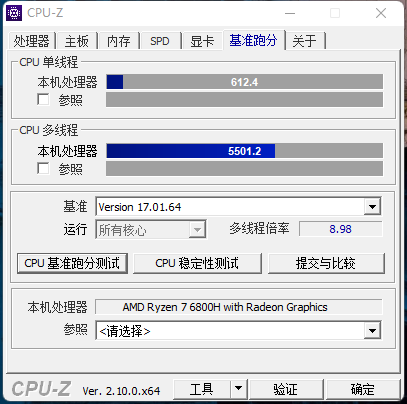 CPU-Z
处理器 主板 内存 SPD 显卡 基准跑分 关于
CPU 单线程
本机处理器 612.4
参照
CPU 多线程
本机处理器 5501.2
参照
基准 Version 17.01.64
运行 所有核心 多线程倍率 8.98
CPU 基准跑分测试 CPU 稳定性测试 提交与比较
本机处理器 AMD Ryzen 7 6800H with Radeon Graphics
参照 <请选择>
CPU-Z Ver. 2.10.0.x64 工具 验证 确定